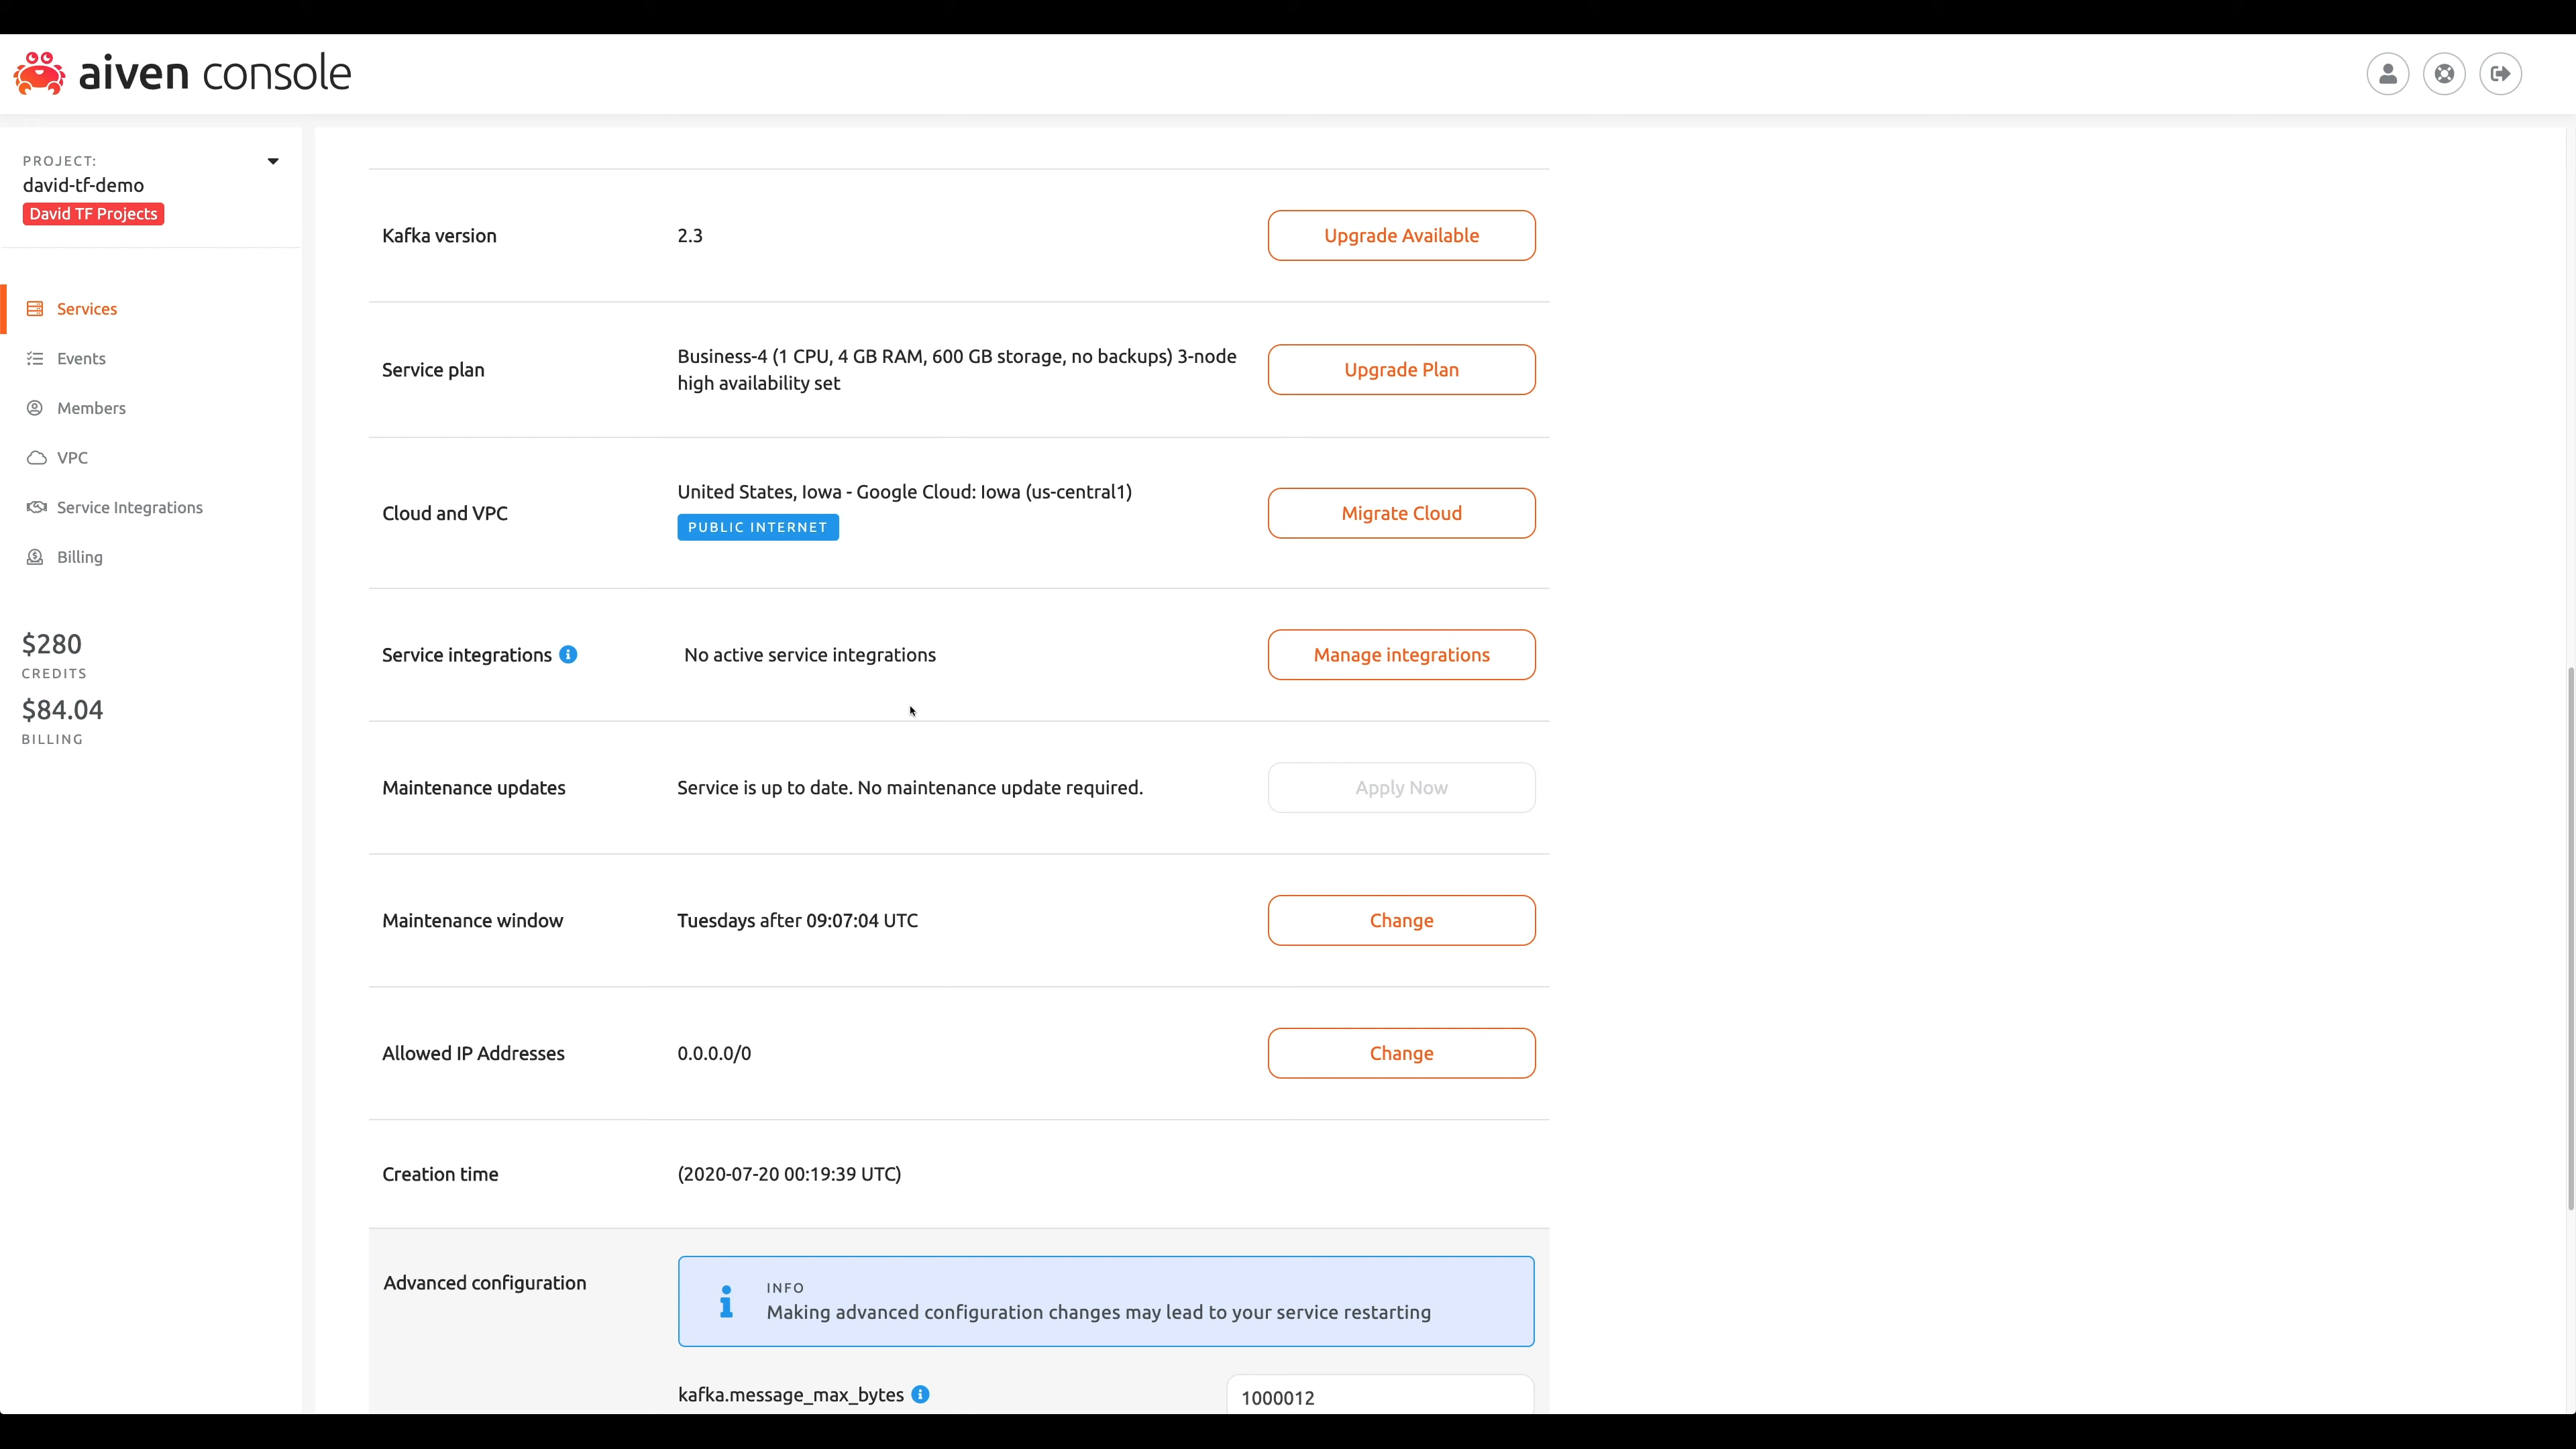 aiven console
PROJECT:
david-tf-demo
David TF Projects
Services
Events
Members
VPC
Service Integrations
Billing
$280
CREDITS
$84.04
BILLING
Kafka version
2.3
Upgrade Available
Service plan
Business-4 (1 CPU, 4 GB RAM, 600 GB storage, no backups) 3-node
high availability set
Upgrade Plan
Cloud and VPC
United States, Iowa - Google Cloud: Iowa (us-central1)
PUBLIC INTERNET
Migrate Cloud
Service integrations
No active service integrations
Manage integrations
Maintenance updates
Service is up to date. No maintenance update required.
Apply Now
Maintenance window
Tuesdays after 09:07:04 UTC
Change
Allowed IP Addresses
0.0.0.0/0
Change
Creation time
(2020-07-20 00:19:39 UTC)
Advanced configuration
INFO
Making advanced configuration changes may lead to your service restarting
kafka.message_max_bytes
1000012